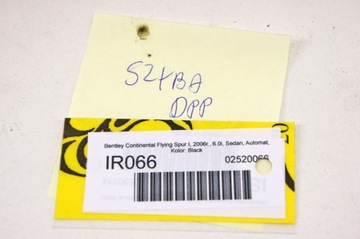 SZYBA
DPP
Bentley Continental Flying Spur I, 2006r., 6.0i, Sedan, Automat,
Kolor: Black
IR066
02520066